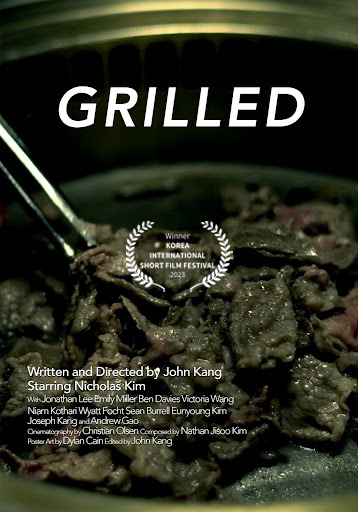 GRILLED
Winner
KOREA
INTERNATIONAL
SHORT FILM FESTIVAL
2023
Written and Directed by John Kang
Starring Nicholas Kim
With Jonathan Lee Emily Miller Ben Davies Victoria Wang
Niam Kothari Wyatt Focht Sean Burrell Eunyoung Kim
Joseph Kang and Andrew Gao
Cinematography by Christian Olsen Composed by Nathan Jisoo Kim
Poster Art by Dylan Cain Edited by John Kang